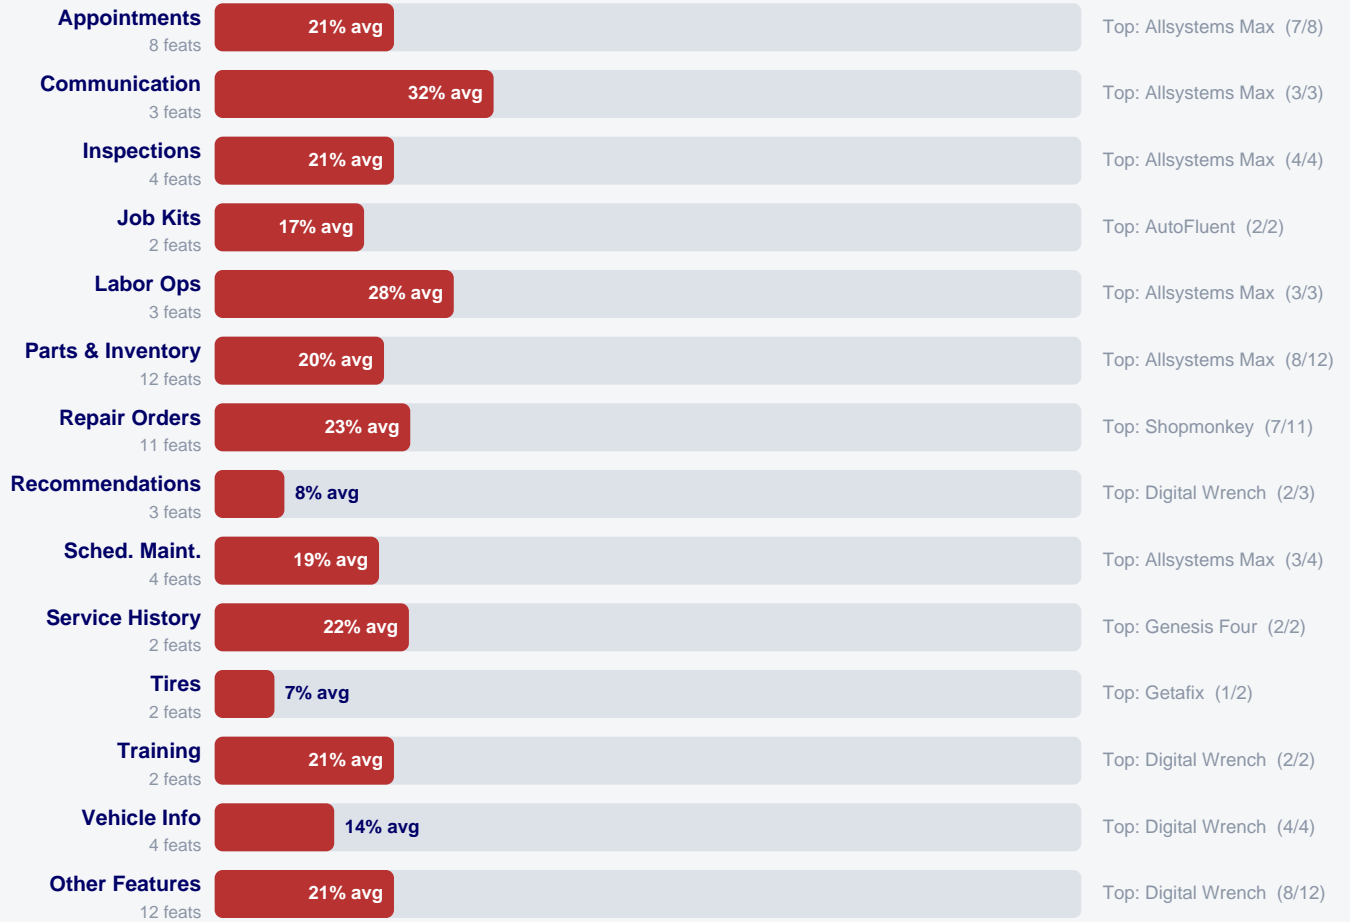 Appointments
8 feats
21% avg
Top: Allsystems Max (7/8)
Communication
3 feats
32% avg
Top: Allsystems Max (3/3)
Inspections
4 feats
21% avg
Top: Allsystems Max (4/4)
Job Kits
2 feats
17% avg
Top: AutoFluent (2/2)
Labor Ops
3 feats
28% avg
Top: Allsystems Max (3/3)
Parts & Inventory
12 feats
20% avg
Top: Allsystems Max (8/12)
Repair Orders
11 feats
23% avg
Top: Shopmonkey (7/11)
Recommendations
3 feats
8% avg
Top: Digital Wrench (2/3)
Sched. Maint.
4 feats
19% avg
Top: Allsystems Max (3/4)
Service History
2 feats
22% avg
Top: Genesis Four (2/2)
Tires
2 feats
7% avg
Top: Getafix (1/2)
Training
2 feats
21% avg
Top: Digital Wrench (2/2)
Vehicle Info
4 feats
14% avg
Top: Digital Wrench (4/4)
Other Features
12 feats
21% avg
Top: Digital Wrench (8/12)